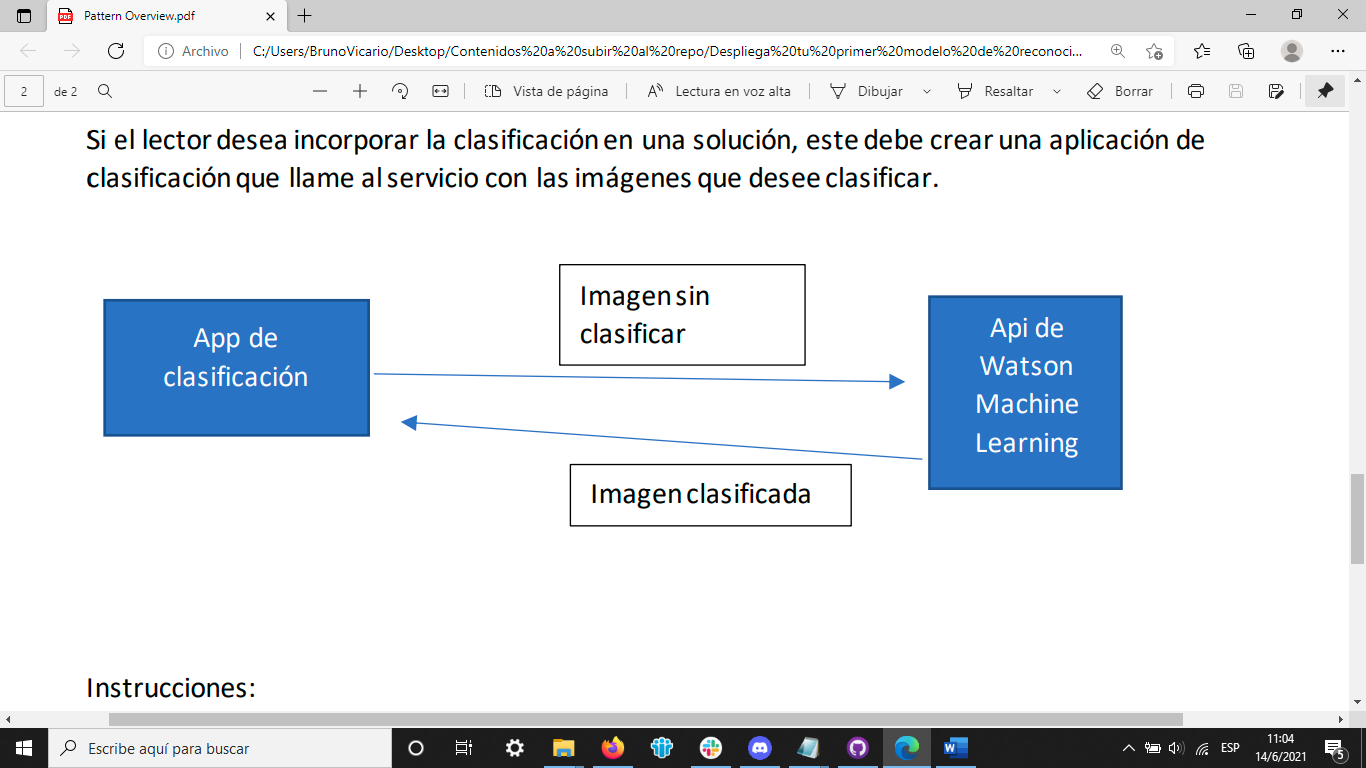 Pattern Overview.pdf
Archivo
C:/Users/BrunoVicario/Desktop/Contenidos%20a%20subir%20al%20repo/Despliega%20tu%20primer%20modelo%20de%20reconoci...
2
de 2
Vista de página
Lectura en voz alta
Dibujar
Resaltar
Borrar
Si el lector desea incorporar la clasificación en una solución, este debe crear una aplicación de
clasificación que llame al servicio con las imágenes que desee clasificar.
App de
clasificación
Imagen sin
clasificar
Api de
Watson
Machine
Learning
Imagen clasificada
Instrucciones:
Escribe aquí para buscar
ESP
11:04
14/6/2021
5